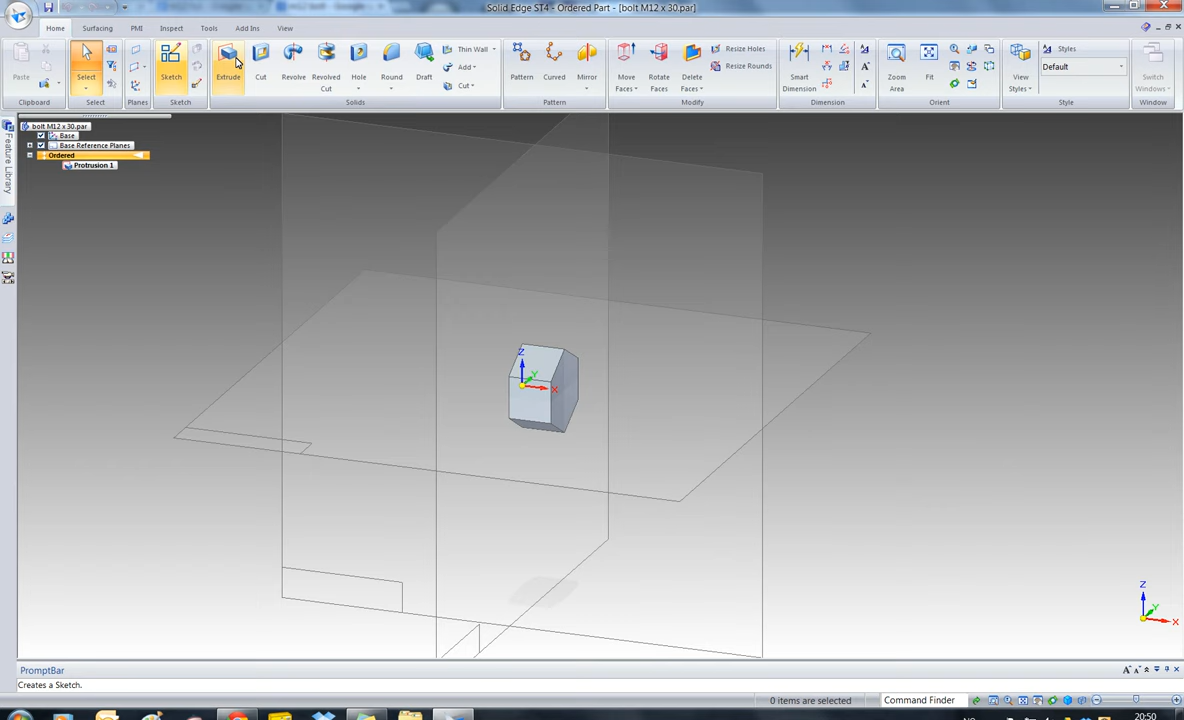 Solid Edge ST4 - Ordered Part - [bolt M12 x 30.par]
Home Surfacing PMI Inspect Tools Add Ins View
Paste Select Sketch Extrude Cut Revolve Revolved Cut Hole Round Draft Thin Wall Add Cut Pattern Curved Mirror Move Faces Rotate Faces Delete Faces Resize Holes Resize Rounds Smart Dimension Zoom Area Fit View Styles Styles Default Switch Windows
Clipboard Select Planes Sketch Solids Pattern Modify Dimension Orient Style Window
bolt M12 x 30.par
Base
Base Reference Planes
Ordered
Protrusion 1
Feature Library
Z
Y
X
Z
Y
X
PromptBar
Creates a Sketch.
0 items are selected Command Finder
20:50